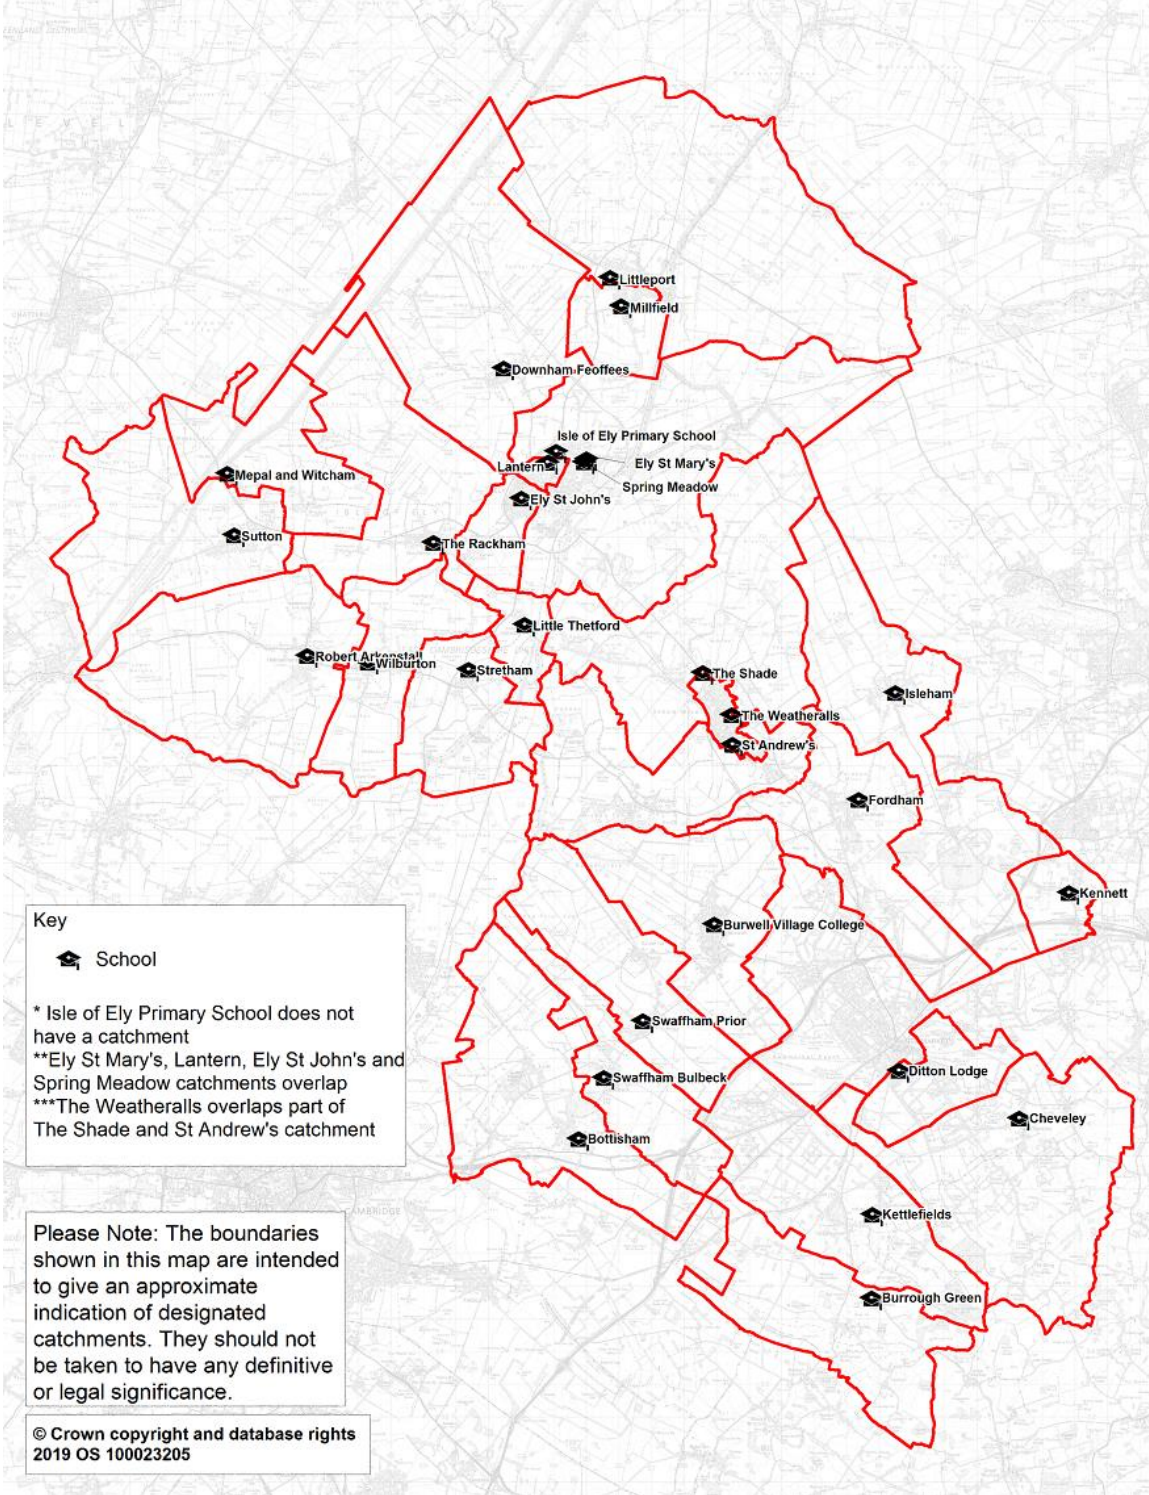 Littleport
Millfield
Downham Feoffees
Isle of Ely Primary School
Lantern
Ely St Mary's
Spring Meadow
Mepal and Witcham
Ely St John's
Sutton
The Rackham
Little Thetford
Robert Arkenstall
Wilburton
Stretham
The Shade
Isleham
The Weatheralls
St Andrew's
Fordham
Kennett
Burwell Village College
Swaffham Prior
Ditton Lodge
Swaffham Bulbeck
Cheveley
Bottisham
CAMBRIDGE
Kettlefields
Burrough Green
Key
School
* Isle of Ely Primary School does not
have a catchment
**Ely St Mary's, Lantern, Ely St John's and
Spring Meadow catchments overlap
***The Weatheralls overlaps part of
The Shade and St Andrew's catchment
Please Note: The boundaries
shown in this map are intended
to give an approximate
indication of designated
catchments. They should not
be taken to have any definitive
or legal significance.
© Crown copyright and database rights
2019 OS 100023205